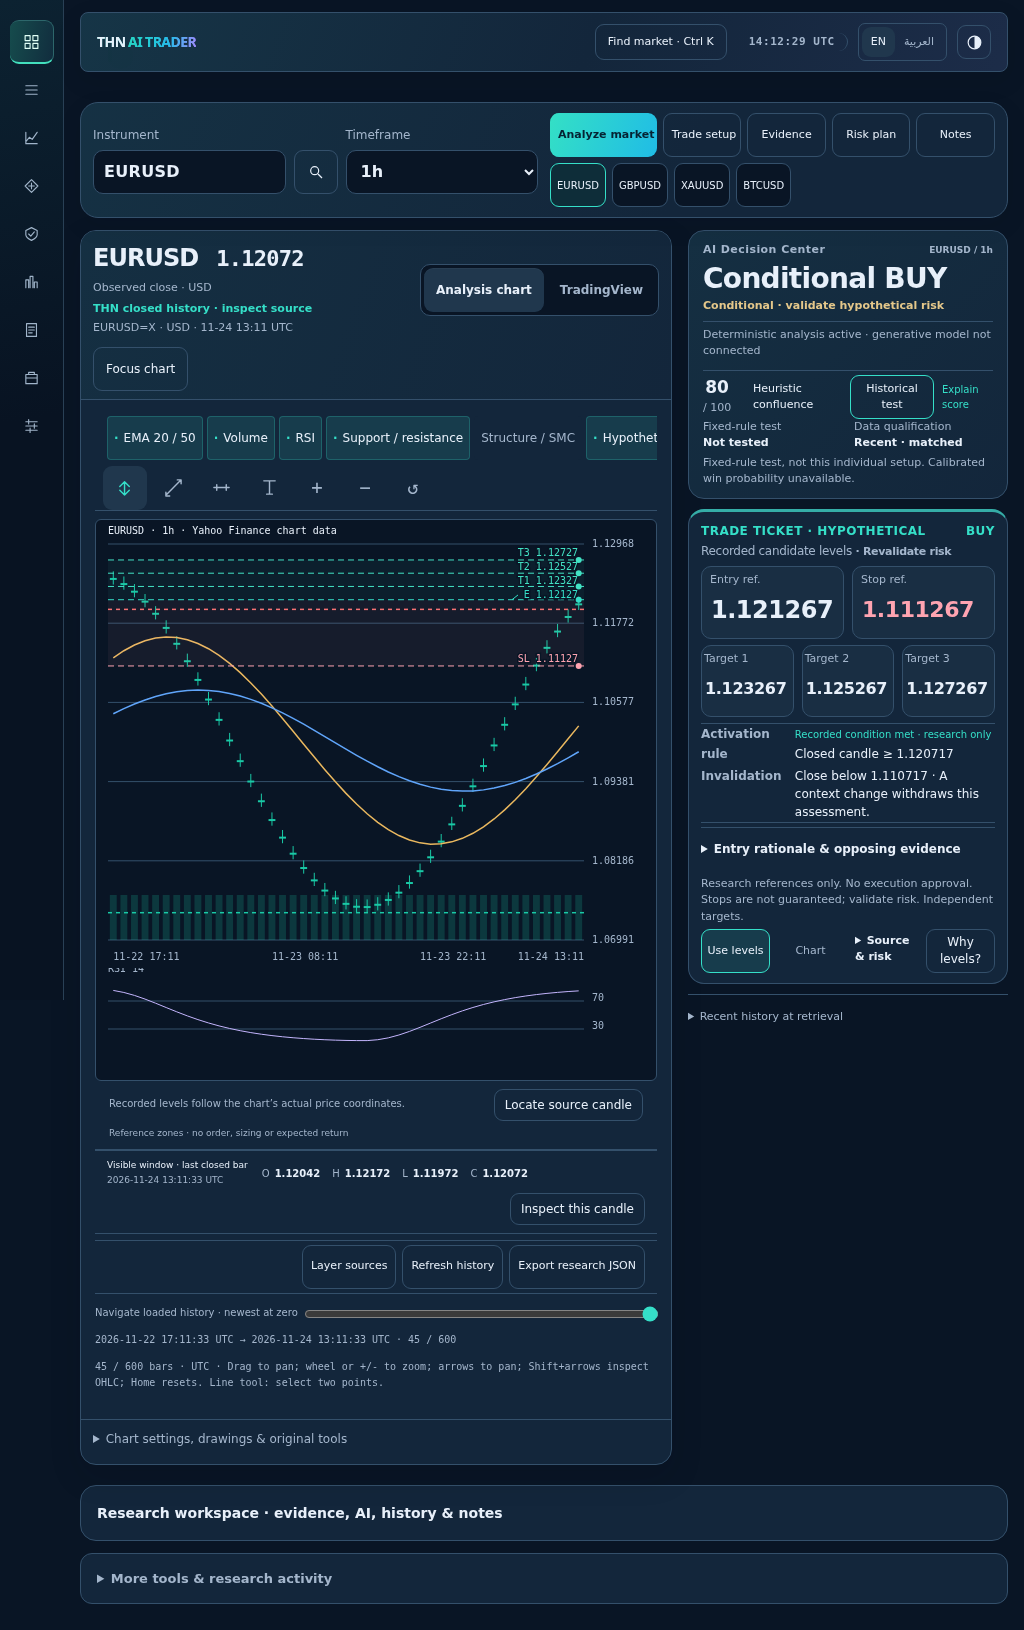 THN AI TRADER
Find market · Ctrl K
14:12:29 UTC
EN
العربية
Instrument
Timeframe
EURUSD
1h
Analyze market
Trade setup
Evidence
Risk plan
Notes
EURUSD
GBPUSD
XAUUSD
BTCUSD
EURUSD 1.12072
Observed close · USD
THN closed history · inspect source
EURUSD=X · USD · 11-24 13:11 UTC
Analysis chart
TradingView
Focus chart
· EMA 20 / 50
· Volume
· RSI
· Support / resistance
Structure / SMC
· Hypothet
EURUSD · 1h · Yahoo Finance chart data
1.12968
T3 1.12727
T2 1.12527
T1 1.12327
E 1.12127
1.11772
SL 1.11127
1.10577
1.09381
1.08186
1.06991
11-22 17:11
11-23 08:11
11-23 22:11
11-24 13:11
RSI 14
70
30
Recorded levels follow the chart's actual price coordinates.
Locate source candle
Reference zones · no order, sizing or expected return
Visible window · last closed bar
2026-11-24 13:11:33 UTC
O 1.12042 H 1.12172 L 1.11972 C 1.12072
Inspect this candle
Layer sources
Refresh history
Export research JSON
Navigate loaded history · newest at zero
2026-11-22 17:11:33 UTC → 2026-11-24 13:11:33 UTC · 45 / 600
45 / 600 bars · UTC · Drag to pan; wheel or +/- to zoom; arrows to pan; Shift+arrows inspect
OHLC; Home resets. Line tool: select two points.
Chart settings, drawings & original tools
AI Decision Center
EURUSD / 1h
Conditional BUY
Conditional · validate hypothetical risk
Deterministic analysis active · generative model not
connected
80
/ 100
Heuristic
confluence
Historical
test
Explain
score
Fixed-rule test
Not tested
Data qualification
Recent · matched
Fixed-rule test, not this individual setup. Calibrated
win probability unavailable.
TRADE TICKET · HYPOTHETICAL
BUY
Recorded candidate levels · Revalidate risk
Entry ref.
1.121267
Stop ref.
1.111267
Target 1
1.123267
Target 2
1.125267
Target 3
1.127267
Activation
rule
Recorded condition met · research only
Closed candle ≥ 1.120717
Invalidation
Close below 1.110717 · A
context change withdraws this
assessment.
Entry rationale & opposing evidence
Research references only. No execution approval.
Stops are not guaranteed; validate risk. Independent
targets.
Use levels
Chart
Source
& risk
Why
levels?
Recent history at retrieval
Research workspace · evidence, AI, history & notes
More tools & research activity